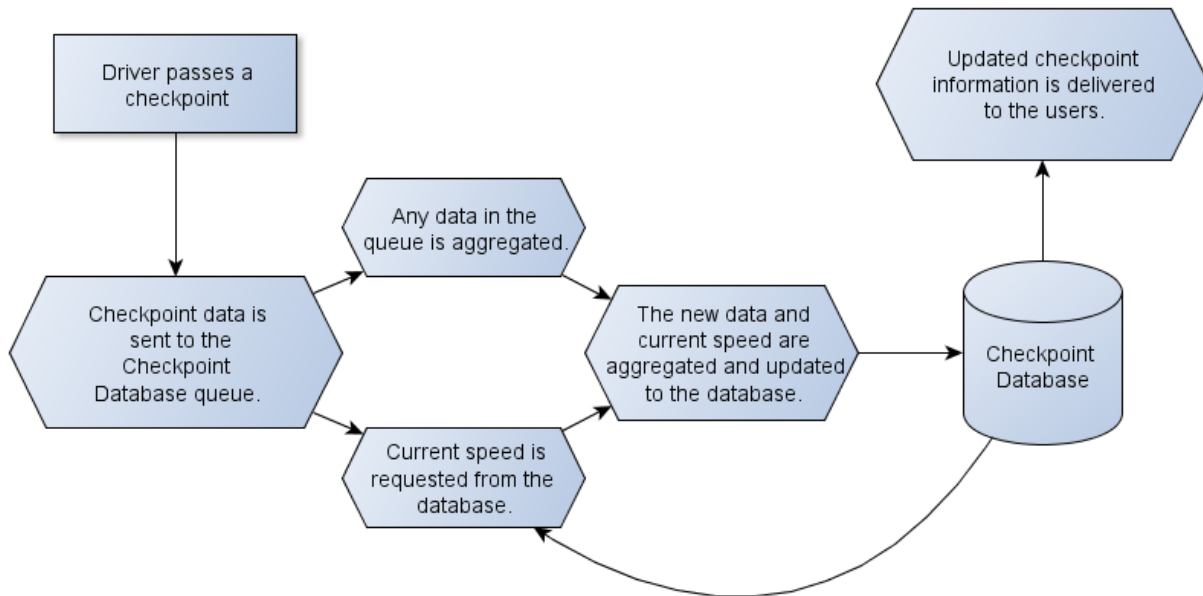 Driver passes a
checkpoint
Updated checkpoint
information is delivered
to the users.
Any data in the
queue is aggregated.
Checkpoint data is
sent to the
Checkpoint
Database queue.
The new data and
current speed are
aggregated and updated
to the database.
Checkpoint
Database
Current speed is
requested from the
database.